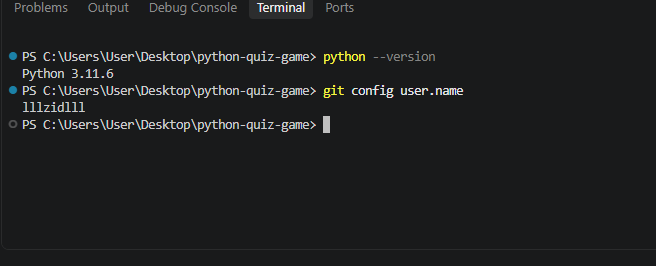 Problems Output Debug Console Terminal Ports
PS C:\Users\User\Desktop\python-quiz-game> python --version
Python 3.11.6
PS C:\Users\User\Desktop\python-quiz-game> git config user.name
lllzidlll
PS C:\Users\User\Desktop\python-quiz-game>